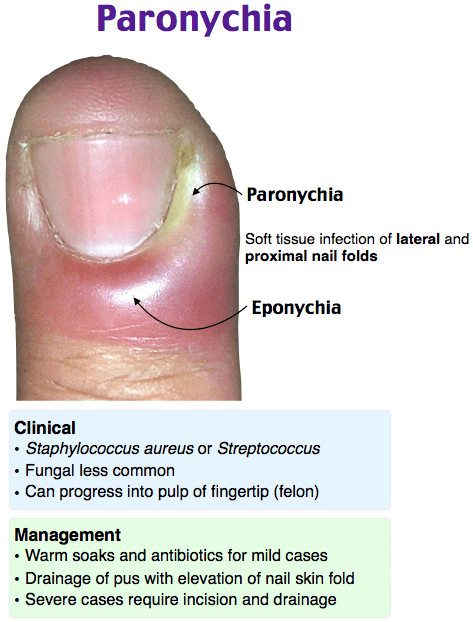 Paronychia
Paronychia
Soft tissue infection of lateral and
proximal nail folds
Eponychia
Clinical
• Staphylococcus aureus or Streptococcus
• Fungal less common
• Can progress into pulp of fingertip (felon)
Management
• Warm soaks and antibiotics for mild cases
• Drainage of pus with elevation of nail skin fold
• Severe cases require incision and drainage